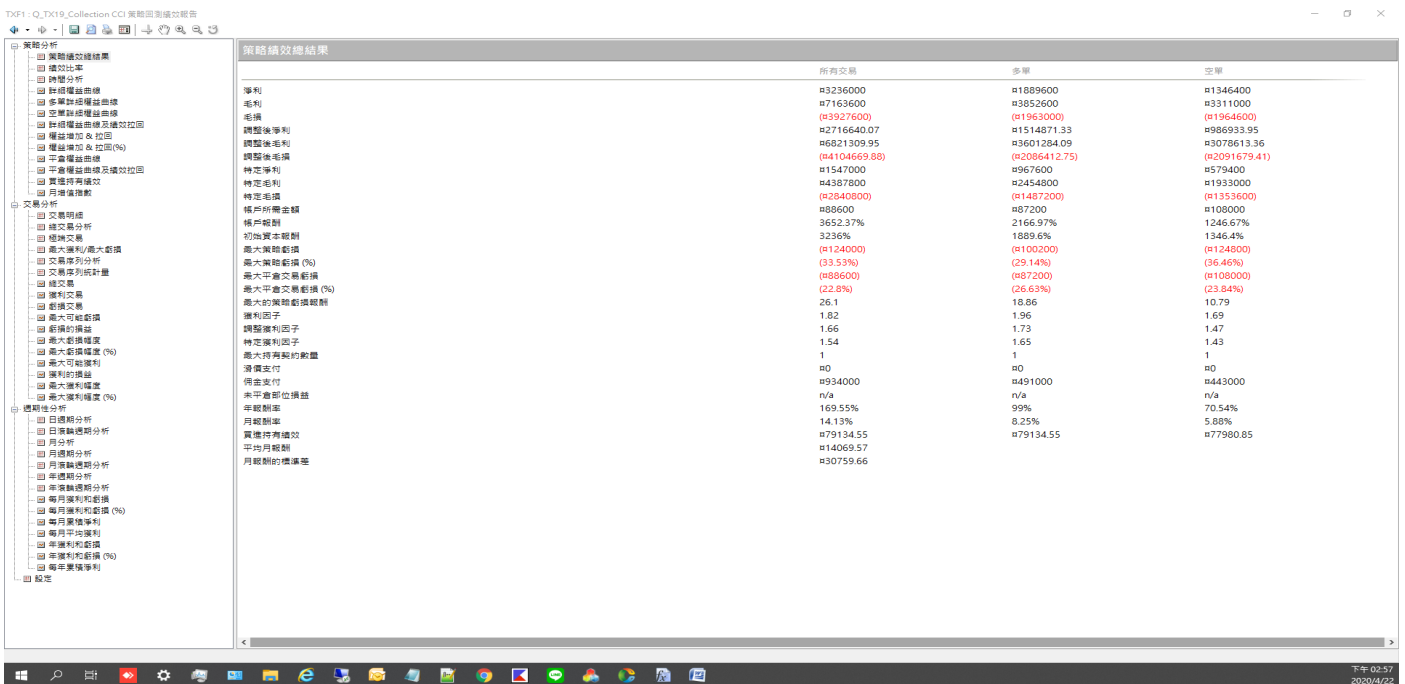 TXF1 : Q_TX19_Collection CCI 策略回測績效報告
策略分析
策略績效總結果
績效比率
時間分析
詳細權益曲線
多單詳細權益曲線
空單詳細權益曲線
詳細權益曲線及績效拉回
權益增加 & 拉回
權益增加 & 拉回(%)
平倉權益曲線
平倉權益曲線及績效拉回
買進持有績效
月增值指數
交易分析
交易明細
總交易分析
極端交易
最大獲利/最大虧損
交易序列分析
交易序列統計量
總交易
獲利交易
虧損交易
最大可能虧損
虧損的損益
最大虧損幅度
最大虧損幅度 (%)
最大可能獲利
獲利的損益
最大獲利幅度
最大獲利幅度 (%)
週期性分析
日週期分析
日滾輪週期分析
月分析
月週期分析
月滾輪週期分析
年週期分析
年滾輪週期分析
每月獲利和虧損
每月獲利和虧損 (%)
每月累積淨利
每月平均獲利
年獲利和虧損
年獲利和虧損 (%)
每年累積淨利
設定
策略績效總結果
所有交易 多單 空單
淨利 ¤3236000 ¤1889600 ¤1346400
毛利 ¤7163600 ¤3852600 ¤3311000
毛損 (¤3927600) (¤1963000) (¤1964600)
調整後淨利 ¤2716640.07 ¤1514871.33 ¤986933.95
調整後毛利 ¤6821309.95 ¤3601284.09 ¤3078613.36
調整後毛損 (¤4104669.88) (¤2086412.75) (¤2091679.41)
特定淨利 ¤1547000 ¤967600 ¤579400
特定毛利 ¤4387800 ¤2454800 ¤1933000
特定毛損 (¤2840800) (¤1487200) (¤1353600)
帳戶所需金額 ¤88600 ¤87200 ¤108000
帳戶報酬 3652.37% 2166.97% 1246.67%
初始資本報酬 3236% 1889.6% 1346.4%
最大策略虧損 (¤124000) (¤100200) (¤124800)
最大策略虧損 (%) (33.53%) (29.14%) (36.46%)
最大平倉交易虧損 (¤88600) (¤87200) (¤108000)
最大平倉交易虧損 (%) (22.8%) (26.63%) (23.84%)
最大的策略虧損報酬 26.1 18.86 10.79
獲利因子 1.82 1.96 1.69
調整獲利因子 1.66 1.73 1.47
特定獲利因子 1.54 1.65 1.43
最大持有契約數量 1 1 1
滑價支付 ¤0 ¤0 ¤0
佣金支付 ¤934000 ¤491000 ¤443000
未平倉部位損益 n/a n/a n/a
年報酬率 169.55% 99% 70.54%
月報酬率 14.13% 8.25% 5.88%
買進持有績效 ¤79134.55 ¤79134.55 ¤77980.85
平均月報酬 ¤14069.57
月報酬的標準差 ¤30759.66
下午 02:57
2020/4/22